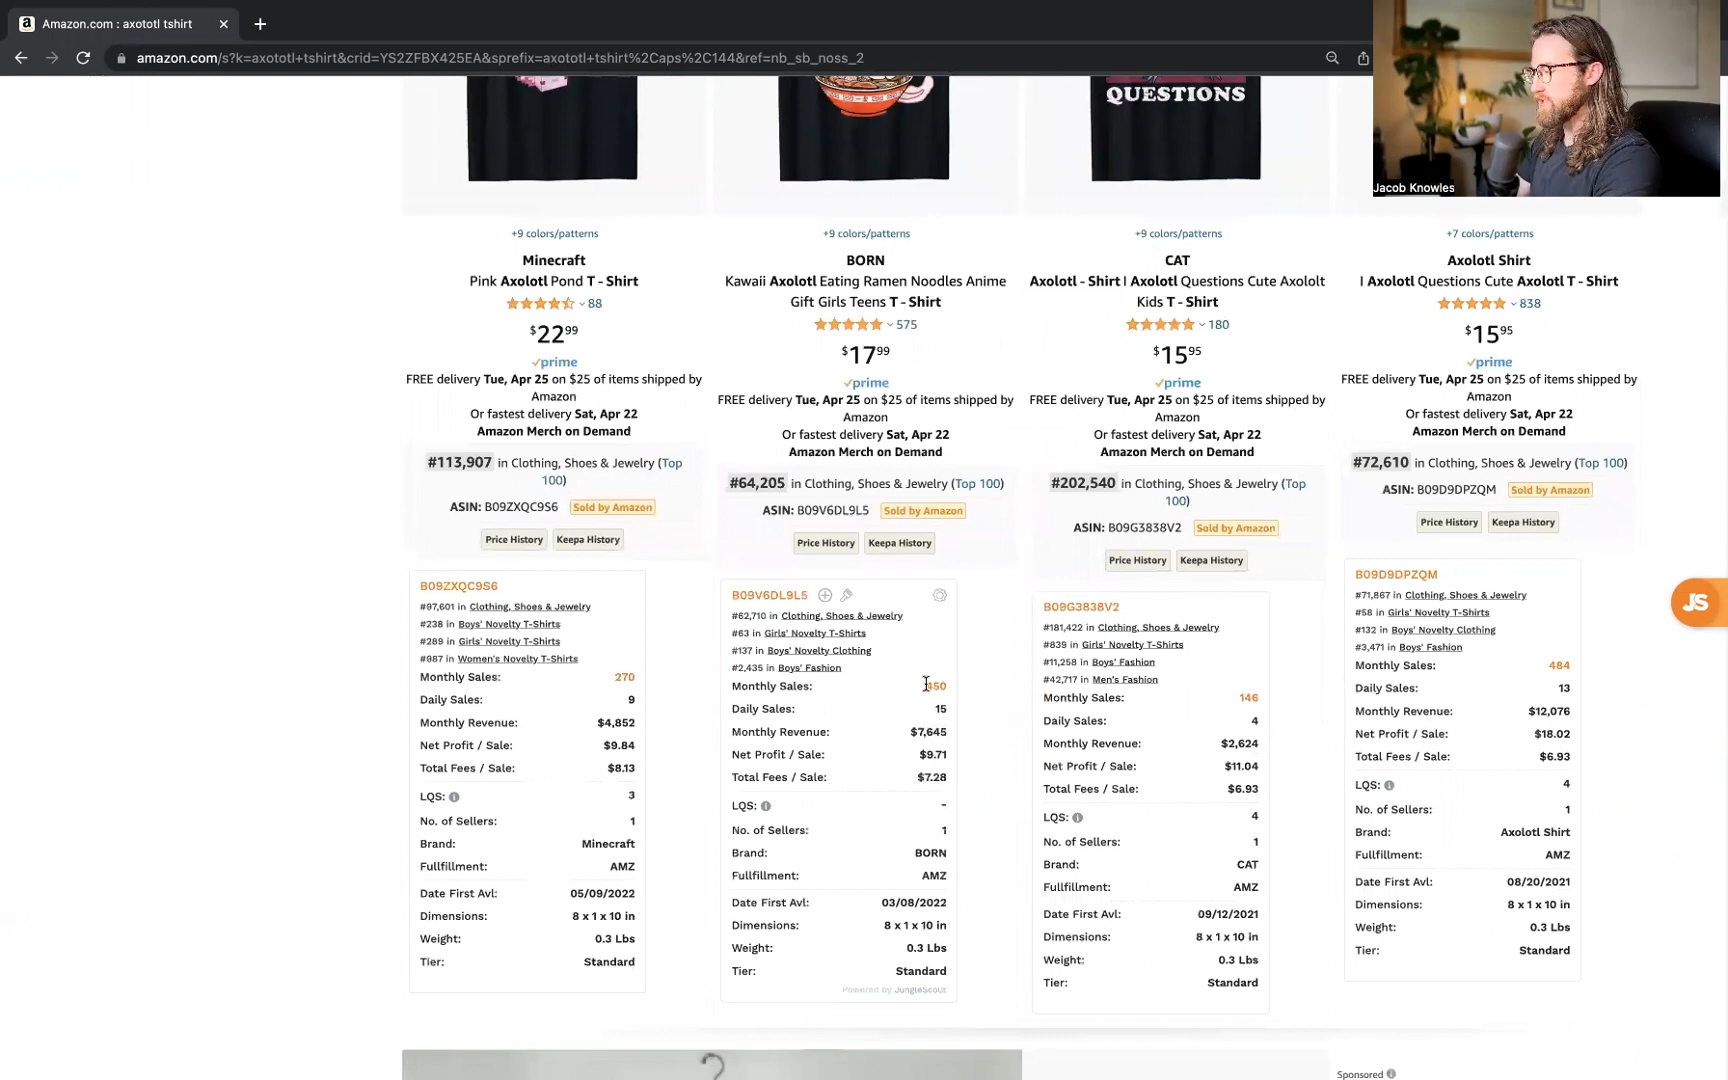 Amazon.com : axototl tshirt
amazon.com/s?k=axototl+tshirt&crid=YS2ZFBX425EA&sprefix=axototl+tshirt%2Caps%2C144&ref=nb_sb_noss_2
Jacob Knowles
QUESTIONS
+9 colors/patterns
Minecraft
Pink Axolotl Pond T - Shirt
88
$22.99
prime
FREE delivery Tue, Apr 25 on $25 of items shipped by
Amazon
Or fastest delivery Sat, Apr 22
Amazon Merch on Demand
#113,907 in Clothing, Shoes & Jewelry (Top
100)
ASIN: B09ZXQC9S6 Sold by Amazon
Price History Keepa History
B09ZXQC9S6
#97,601 in Clothing, Shoes & Jewelry
#238 in Boys' Novelty T-Shirts
#289 in Girls' Novelty T-Shirts
#987 in Women's Novelty T-Shirts
Monthly Sales: 270
Daily Sales: 9
Monthly Revenue: $4,852
Net Profit / Sale: $9.84
Total Fees / Sale: $8.13
LQS: 3
No. of Sellers: 1
Brand: Minecraft
Fullfillment: AMZ
Date First Avl: 05/09/2022
Dimensions: 8 x 1 x 10 in
Weight: 0.3 Lbs
Tier: Standard
+9 colors/patterns
BORN
Kawaii Axolotl Eating Ramen Noodles Anime
Gift Girls Teens T - Shirt
575
$17.99
prime
FREE delivery Tue, Apr 25 on $25 of items shipped by
Amazon
Or fastest delivery Sat, Apr 22
Amazon Merch on Demand
#64,205 in Clothing, Shoes & Jewelry (Top 100)
ASIN: B09V6DL9L5 Sold by Amazon
Price History Keepa History
B09V6DL9L5
#62,710 in Clothing, Shoes & Jewelry
#63 in Girls' Novelty T-Shirts
#137 in Boys' Novelty Clothing
#2,435 in Boys' Fashion
Monthly Sales: 450
Daily Sales: 15
Monthly Revenue: $7,645
Net Profit / Sale: $9.71
Total Fees / Sale: $7.28
LQS: -
No. of Sellers: 1
Brand: BORN
Fullfillment: AMZ
Date First Avl: 03/08/2022
Dimensions: 8 x 1 x 10 in
Weight: 0.3 Lbs
Tier: Standard
Powered by JungleScout
+9 colors/patterns
CAT
Axolotl - Shirt I Axolotl Questions Cute Axololt
Kids T - Shirt
180
$15.95
prime
FREE delivery Tue, Apr 25 on $25 of items shipped by
Amazon
Or fastest delivery Sat, Apr 22
Amazon Merch on Demand
#202,540 in Clothing, Shoes & Jewelry (Top
100)
ASIN: B09G3838V2 Sold by Amazon
Price History Keepa History
B09G3838V2
#181,422 in Clothing, Shoes & Jewelry
#839 in Girls' Novelty T-Shirts
#11,258 in Boys' Fashion
#42,717 in Men's Fashion
Monthly Sales: 146
Daily Sales: 4
Monthly Revenue: $2,624
Net Profit / Sale: $11.04
Total Fees / Sale: $6.93
LQS: 4
No. of Sellers: 1
Brand: CAT
Fullfillment: AMZ
Date First Avl: 09/12/2021
Dimensions: 8 x 1 x 10 in
Weight: 0.3 Lbs
Tier: Standard
+7 colors/patterns
Axolotl Shirt
I Axolotl Questions Cute Axolotl T - Shirt
838
$15.95
prime
FREE delivery Tue, Apr 25 on $25 of items shipped by
Amazon
Or fastest delivery Sat, Apr 22
Amazon Merch on Demand
#72,610 in Clothing, Shoes & Jewelry (Top 100)
ASIN: B09D9DPZQM Sold by Amazon
Price History Keepa History
B09D9DPZQM
#71,867 in Clothing, Shoes & Jewelry
#58 in Girls' Novelty T-Shirts
#132 in Boys' Novelty Clothing
#3,471 in Boys' Fashion
Monthly Sales: 484
Daily Sales: 13
Monthly Revenue: $12,076
Net Profit / Sale: $18.02
Total Fees / Sale: $6.93
LQS: 4
No. of Sellers: 1
Brand: Axolotl Shirt
Fullfillment: AMZ
Date First Avl: 08/20/2021
Dimensions: 8 x 1 x 10 in
Weight: 0.3 Lbs
Tier: Standard
JS
Sponsored